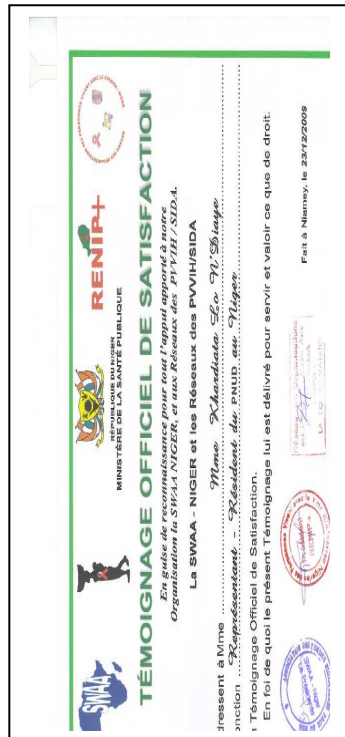 SWAA
RENIP+
RÉPUBLIQUE DU NIGER
MINISTÈRE DE LA SANTÉ PUBLIQUE
TÉMOIGNAGE OFFICIEL DE SATISFACTION
En guise de reconnaissance pour tout l'appui apporté à notre
Organisation la SWAA NIGER, et aux Réseaux des PVVIH / SIDA.
La SWAA - NIGER et les Réseaux des PVVIH/SIDA
dressent à Mme Mme Khardiata Lo N'Diaye
onction Représentant - Résident du PNUD au Niger
n Témoignage Officiel de Satisfaction.
En foi de quoi le présent Témoignage lui est délivré pour servir et valoir ce que de droit.
Fait à Niamey, le 23/12/2009